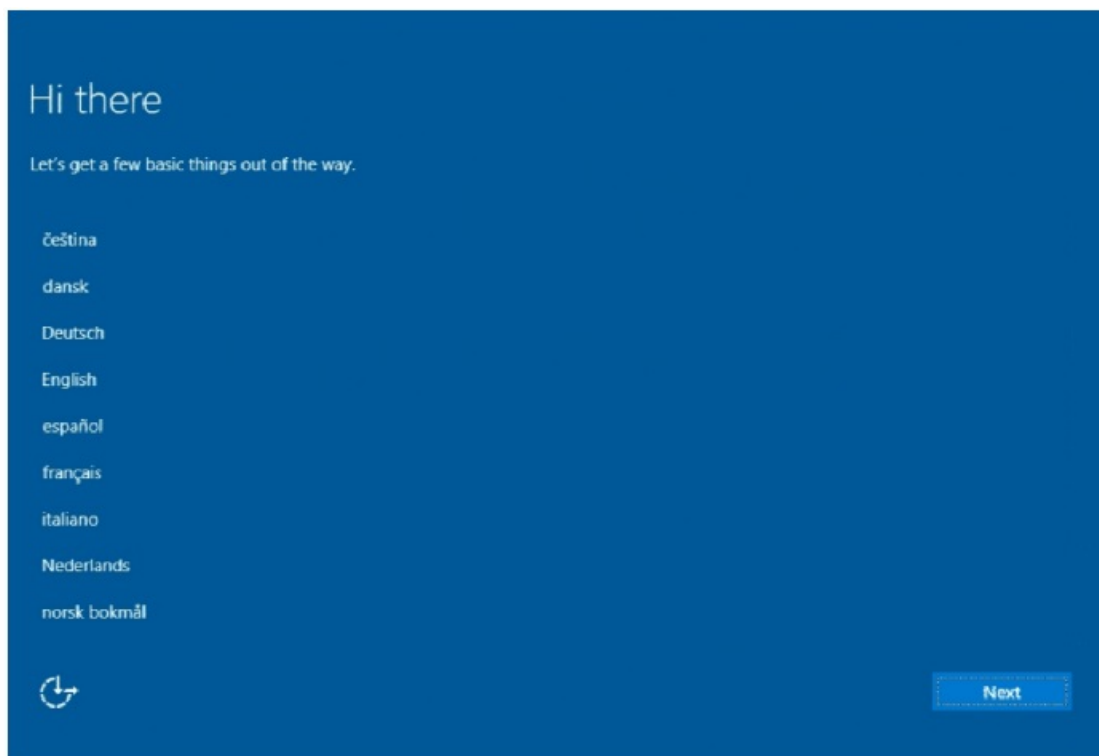 Hi there
Let's get a few basic things out of the way.
čeština
dansk
Deutsch
English
español
français
italiano
Nederlands
norsk bokmål
Next